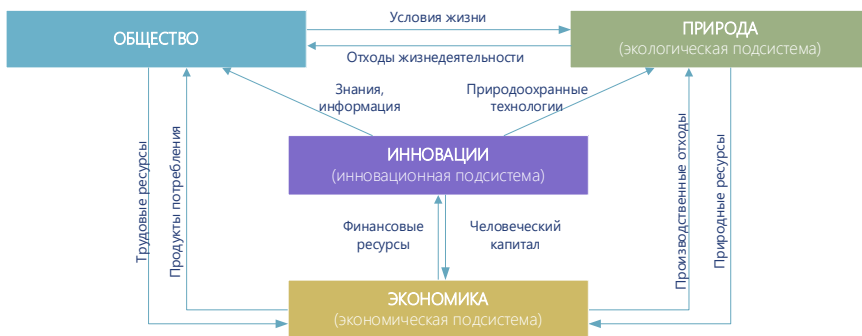 Условия жизни
ОБЩЕСТВО
ПРИРОДА
(экологическая подсистема)
Отходы жизнедеятельности
Знания,
информация
Природоохранные
технологии
ИННОВАЦИИ
(инновационная подсистема)
Трудовые ресурсы
Продукты потребления
Производственные отходы
Природные ресурсы
Финансовые
ресурсы
Человеческий
капитал
ЭКОНОМИКА
(экономическая подсистема)